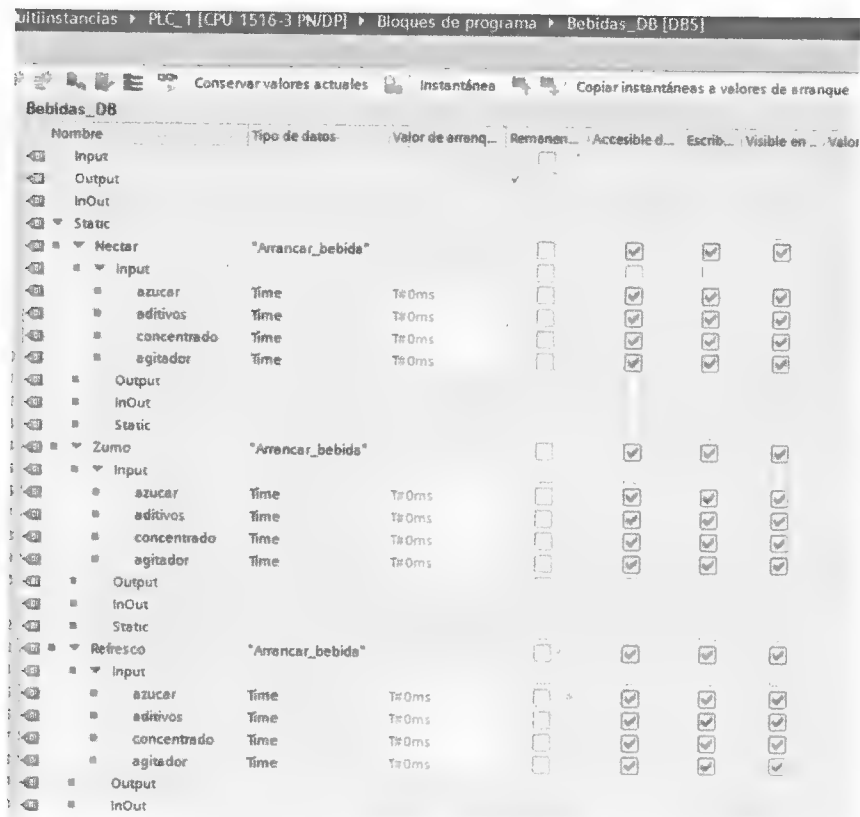 ultiinstancias ▸ PLC_1 [CPU 1516-3 PN/DP] ▸ Bloques de programa ▸ Bebidas_DB [DB5]
Conservar valores actuales Instantánea Copiar instantáneas a valores de arranque
Bebidas_DB
Nombre Tipo de datos Valor de arranq... Remanen... Accesible d... Escrib... Visible en ... Valor
Input
Output
InOut
Static
Nectar "Arrancar_bebida"
Input
azucar Time T#0ms
aditivos Time T#0ms
concentrado Time T#0ms
agitador Time T#0ms
Output
InOut
Static
Zumo "Arrancar_bebida"
Input
azucar Time T#0ms
aditivos Time T#0ms
concentrado Time T#0ms
agitador Time T#0ms
Output
InOut
Static
Refresco "Arrancar_bebida"
Input
azucar Time T#0ms
aditivos Time T#0ms
concentrado Time T#0ms
agitador Time T#0ms
Output
InOut